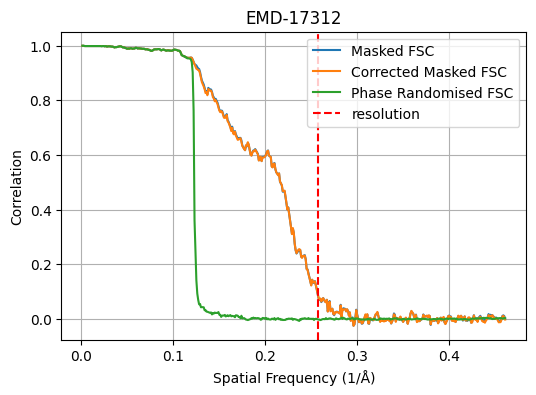 EMD-17312
Masked FSC
Corrected Masked FSC
Phase Randomised FSC
resolution
Correlation
1.0
0.8
0.6
0.4
0.2
0.0
0.0 0.1 0.2 0.3 0.4
Spatial Frequency (1/Å)